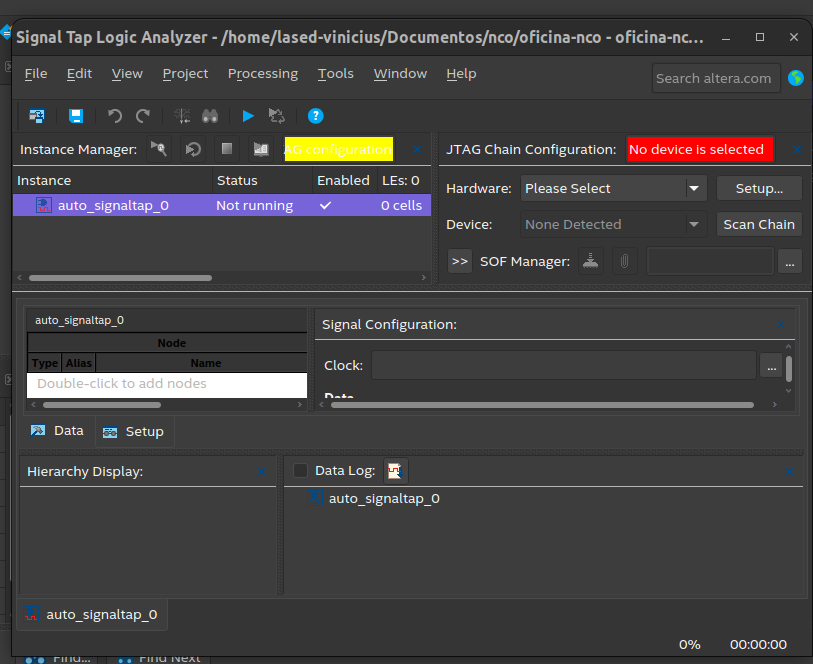 Signal Tap Logic Analyzer - /home/lased-vinicius/Documentos/nco/oficina-nco - oficina-nc...
File Edit View Project Processing Tools Window Help
Search altera.com
Instance Manager:
AG configuration
JTAG Chain Configuration:
No device is selected
Instance Status Enabled LEs: 0
auto_signaltap_0 Not running 0 cells
Hardware: Please Select Setup...
Device: None Detected Scan Chain
>> SOF Manager: ...
auto_signaltap_0
Node
Type Alias Name
Double-click to add nodes
Signal Configuration:
Clock: ...
Data
Data Setup
Hierarchy Display:
Data Log:
auto_signaltap_0
auto_signaltap_0
0% 00:00:00
Find... Find Next